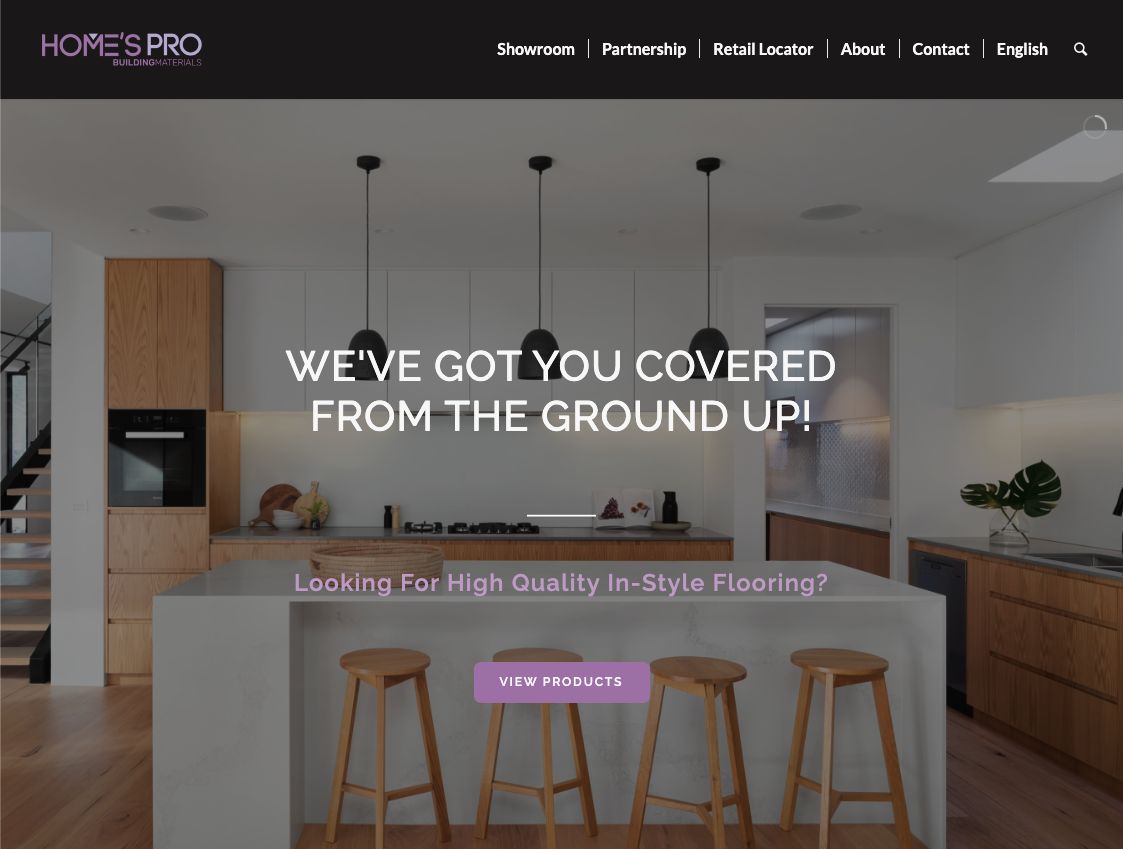 HOME'S PRO
BUILDINGMATERIALS
Showroom
Partnership
Retail Locator
About
Contact
English
WE'VE GOT YOU COVERED
FROM THE GROUND UP!
Looking For High Quality In-Style Flooring?
VIEW PRODUCTS